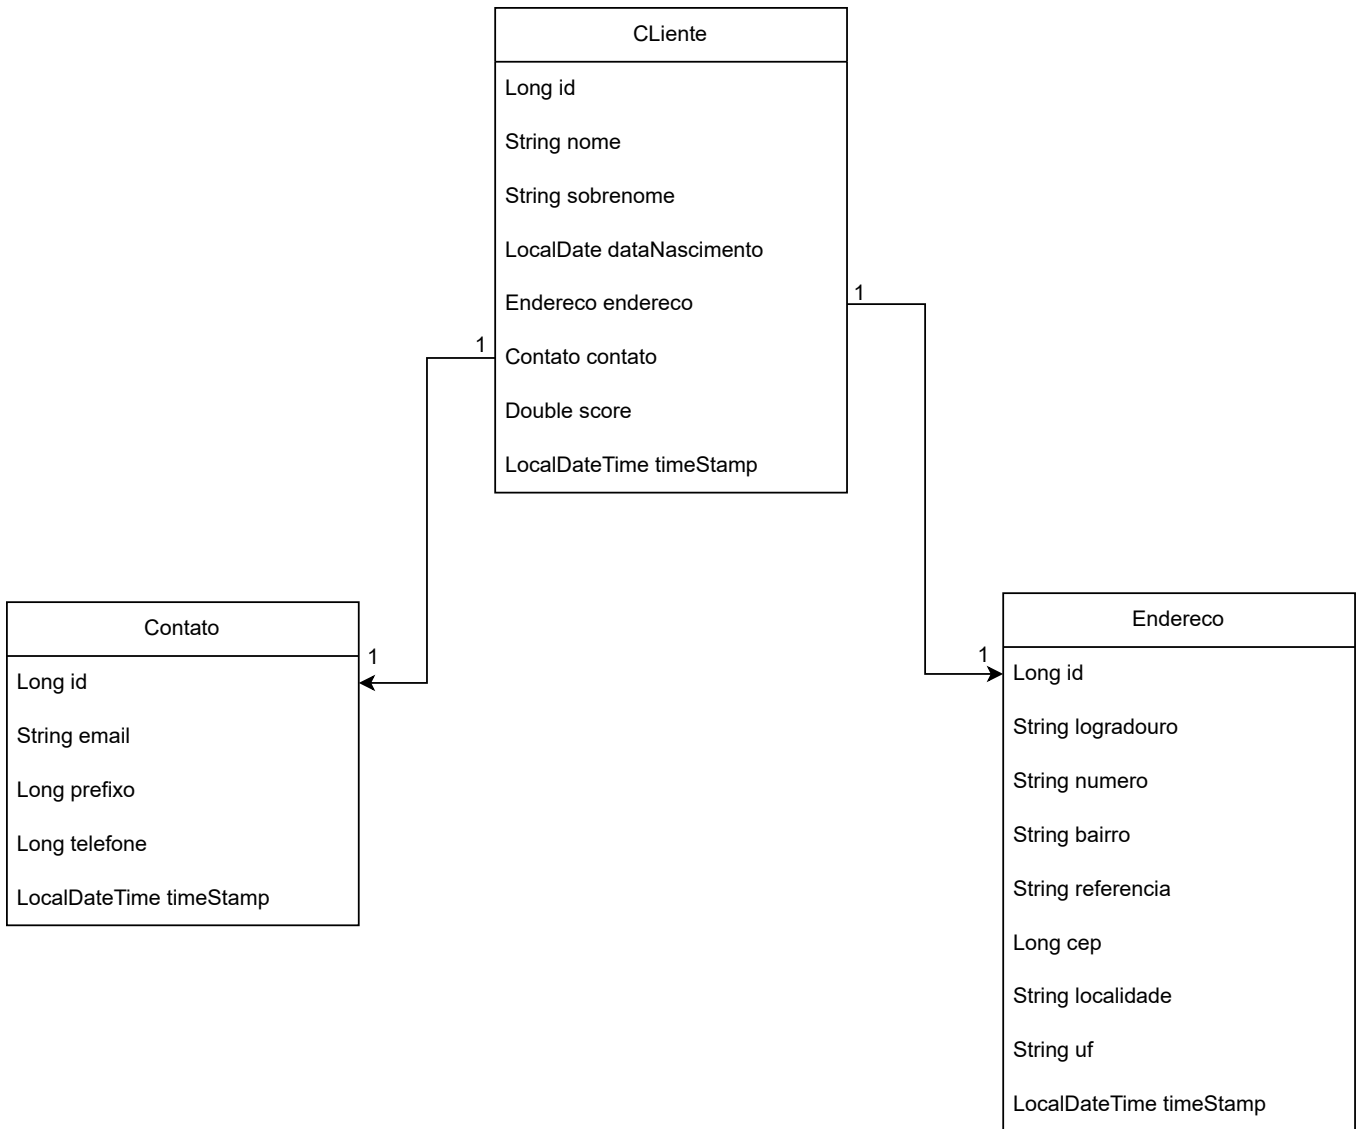 CLiente
Long id
String nome
String sobrenome
LocalDate dataNascimento
Endereco endereco
1
1
Contato contato
Double score
LocalDateTime timeStamp
Contato
1
Long id
String email
Long prefixo
Long telefone
LocalDateTime timeStamp
Endereco
1
Long id
String logradouro
String numero
String bairro
String referencia
Long cep
String localidade
String uf
LocalDateTime timeStamp